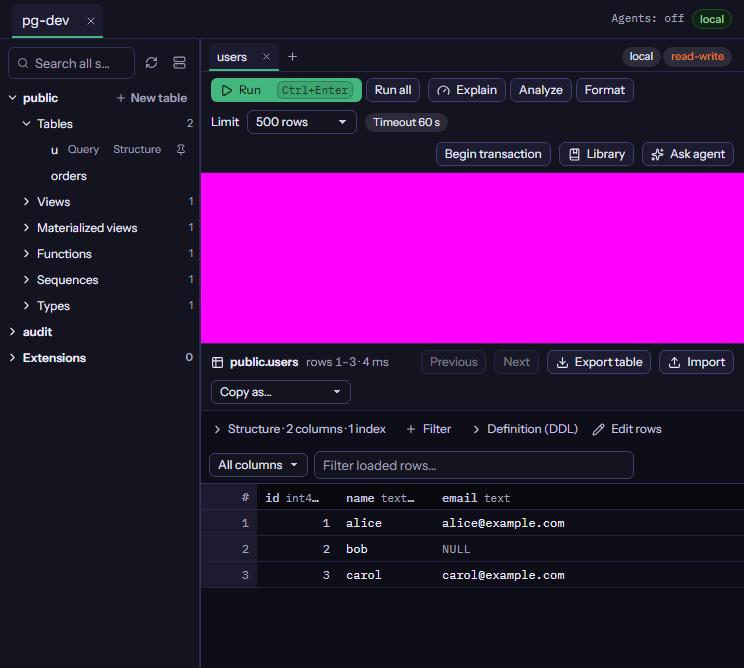 pg-dev
Agents: off local
Search all s...
users
local read-write
public + New table
Tables 2
u Query Structure
orders
Views 1
Materialized views 1
Functions 1
Sequences 1
Types 1
audit
Extensions 0
Run Ctrl+Enter Run all Explain Analyze Format
Limit 500 rows Timeout 60 s
Begin transaction Library Ask agent
public.users rows 1–3 · 4 ms Previous Next Export table Import
Copy as...
Structure · 2 columns · 1 index + Filter Definition (DDL) Edit rows
All columns Filter loaded rows...
# id int4… name text… email text
1 1 alice alice@example.com
2 2 bob NULL
3 3 carol carol@example.com